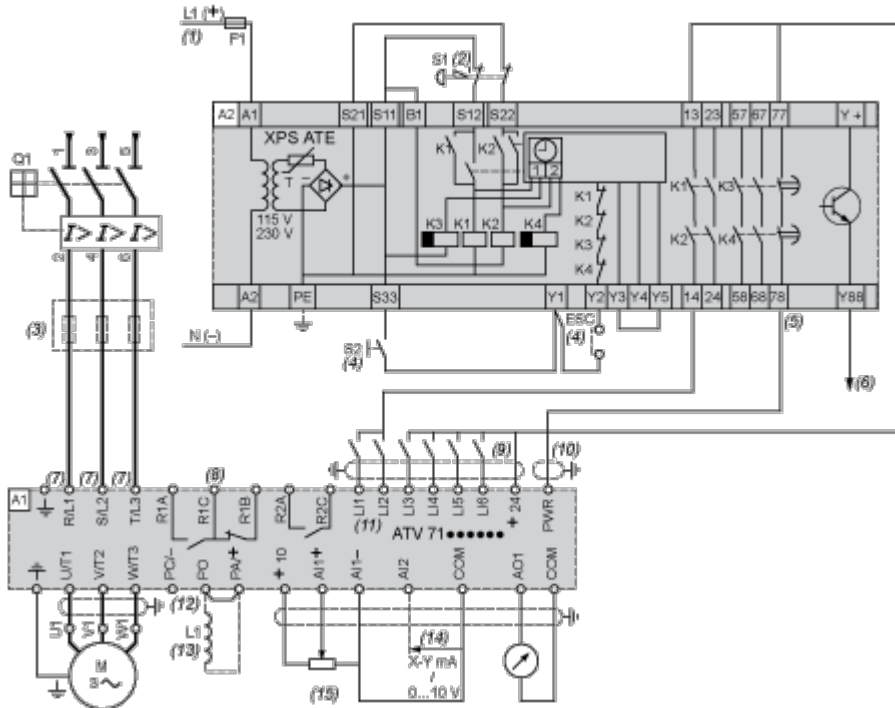 L1 (+)
(1)
F1
S1 (2)
A2 A1 S21 S11 B1 S12 S22 13 23 57 67 77 Y +
XPS ATE
T
115 V
230 V
K1 K2
1 2
K3 K1 K2 K4
K1
K2
K3
K4
K1 K3
K2 K4
A2 PE S33 Y1 Y2 Y3 Y4 Y5 14 24 58 68 78 Y88
(5)
(6)
Q1
1 3 5
I> I> I>
2 4 6
(3)
N (–)
S2
(4)
ESC
(4)
(9) (10)
(7) (7) (7) (8)
A1
R/L1 S/L2 T/L3 R1A R1C R1B R2A R2C LI1 LI2 LI3 LI4 LI5 LI6 + 24 PWR
(11)
ATV 71●●●●●●
U/T1 V/T2 W/T3 PC/– PO PA/+ + 10 AI1+ AI1– AI2 COM AO1 COM
(12)
U1 V1 W1
L1
(13)
M
3 ~
(14)
X-Y mA
/
0...10 V
(15)